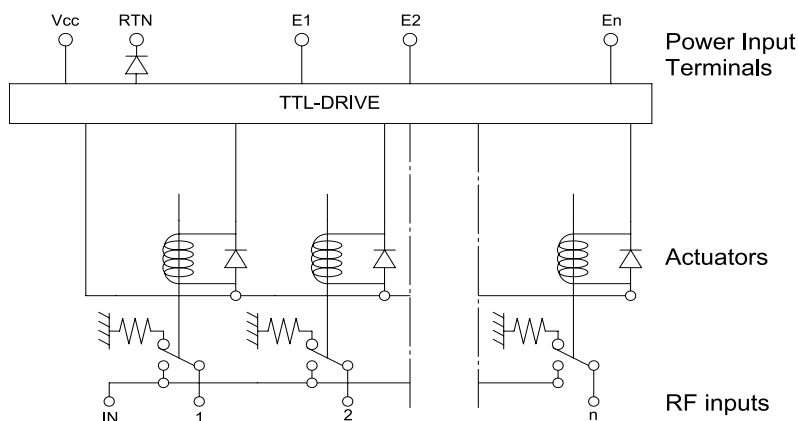 Vcc RTN E1 E2 En
Power Input
Terminals
TTL-DRIVE
Actuators
IN 1 2 n
RF inputs